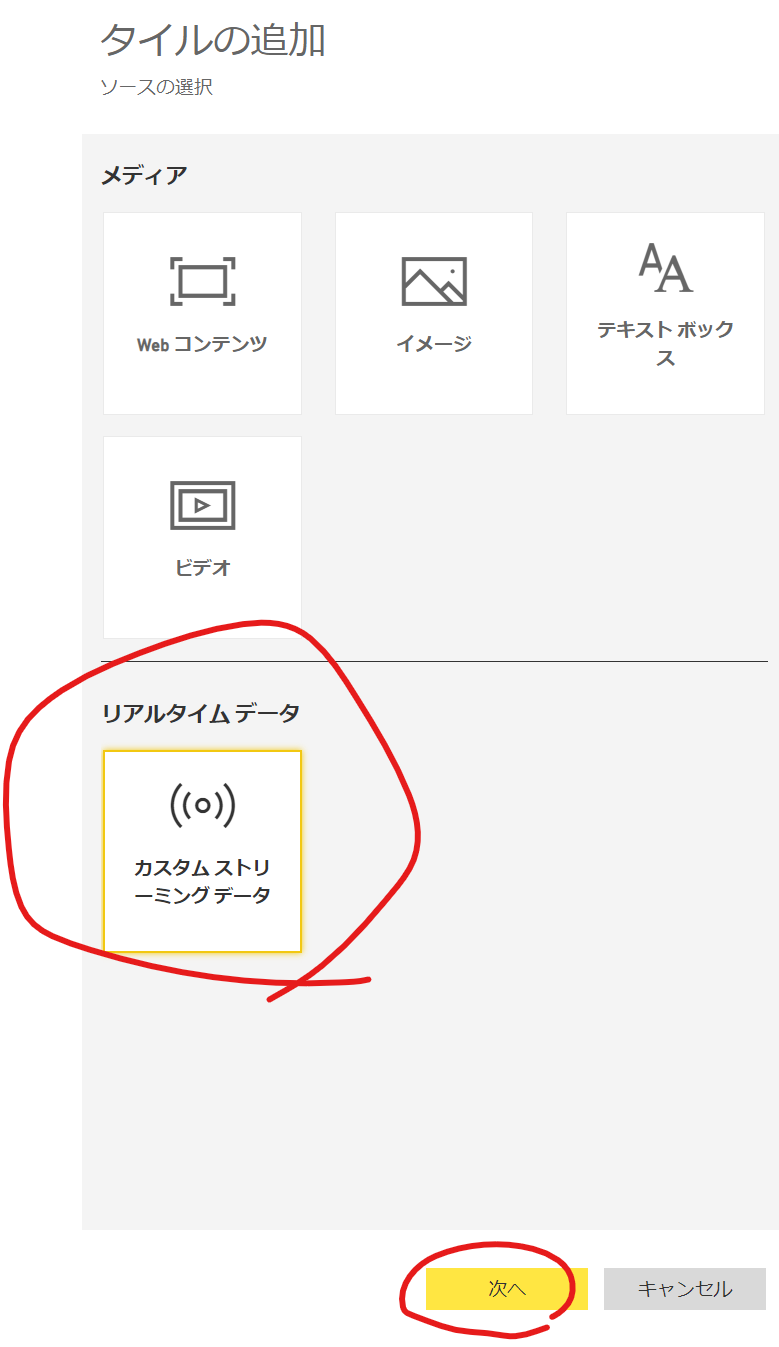 タイルの追加
ソースの選択
メディア
Web コンテンツ
イメージ
テキスト ボック
ス
ビデオ
リアルタイム データ
カスタム ストリ
ーミング データ
次へ
キャンセル